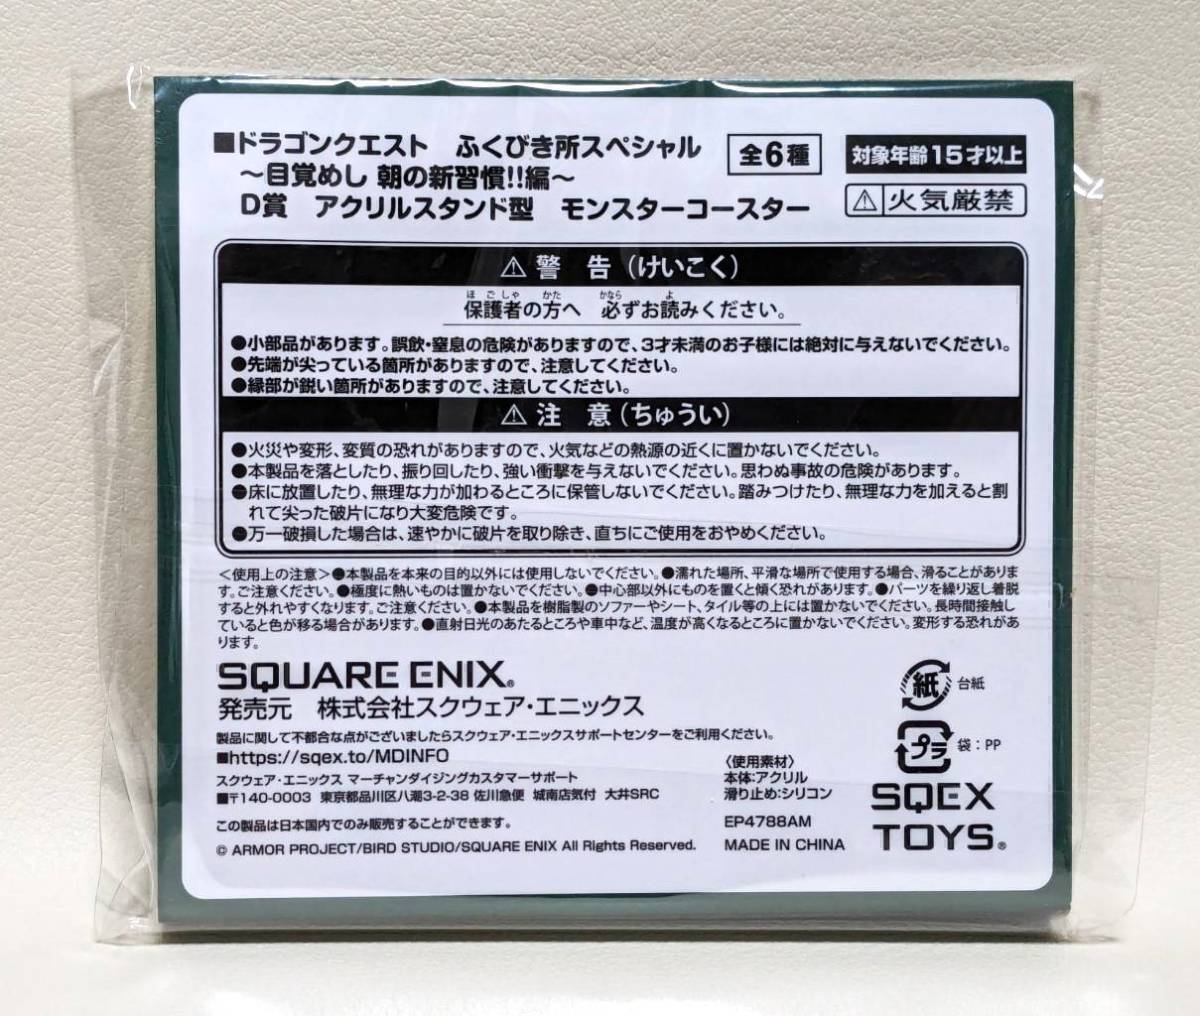 ■ドラゴンクエスト ふくびき所スペシャル
～目覚めし 朝の新習慣!!編～
D賞 アクリルスタンド型 モンスターコースター
全6種
対象年齢15才以上
⚠火気厳禁
⚠ 警 告（けいこく）
保護者の方へ 必ずお読みください。
ほごしゃ かた かなら よ
●小部品があります。誤飲・窒息の危険がありますので、3才未満のお子様には絶対に与えないでください。
●先端が尖っている箇所がありますので、注意してください。
●縁部が鋭い箇所がありますので、注意してください。
⚠ 注 意（ちゅうい）
●火災や変形、変質の恐れがありますので、火気などの熱源の近くに置かないでください。
●本製品を落としたり、振り回したり、強い衝撃を与えないでください。思わぬ事故の危険があります。
●床に放置したり、無理な力が加わるところに保管しないでください。踏みつけたり、無理な力を加えると割
れて尖った破片になり大変危険です。
●万一破損した場合は、速やかに破片を取り除き、直ちにご使用をおやめください。
＜使用上の注意＞●本製品を本来の目的以外には使用しないでください。●濡れた場所、平滑な場所で使用する場合、滑ることがありま
す。ご注意ください。●極度に熱いものは置かないでください。●中心部以外にものを置くと傾く恐れがあります。●パーツを繰り返し着脱
すると外れやすくなります。ご注意ください。●本製品を樹脂製のソファーやシート、タイル等の上には置かないでください。長時間接触し
ていると色が移る場合があります。●直射日光のあたるところや車中など、温度が高くなるところに置かないでください。変形する恐れがあ
ります。
SQUARE ENIX®
発売元 株式会社スクウェア・エニックス
製品に関して不都合な点がございましたらスクウェア・エニックスサポートセンターをご利用ください。
■https://sqex.to/MDINFO
スクウェア・エニックス マーチャンダイジングカスタマーサポート
■〒140-0003 東京都品川区八潮3-2-38 佐川急便 城南店気付 大井SRC
この製品は日本国内でのみ販売することができます。
© ARMOR PROJECT/BIRD STUDIO/SQUARE ENIX All Rights Reserved.
〈使用素材〉
本体：アクリル
滑り止め：シリコン
EP4788AM
MADE IN CHINA
紙 台紙
プラ 袋：PP
SQEX
TOYS®